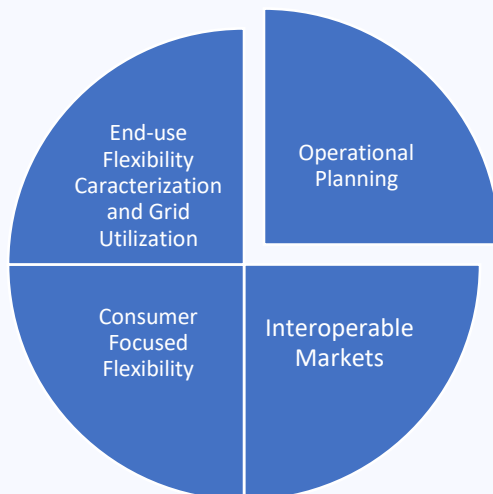 End-use
Flexibility
Caracterization
and Grid
Utilization
Operational
Planning
Consumer
Focused
Flexibility
Interoperable
Markets